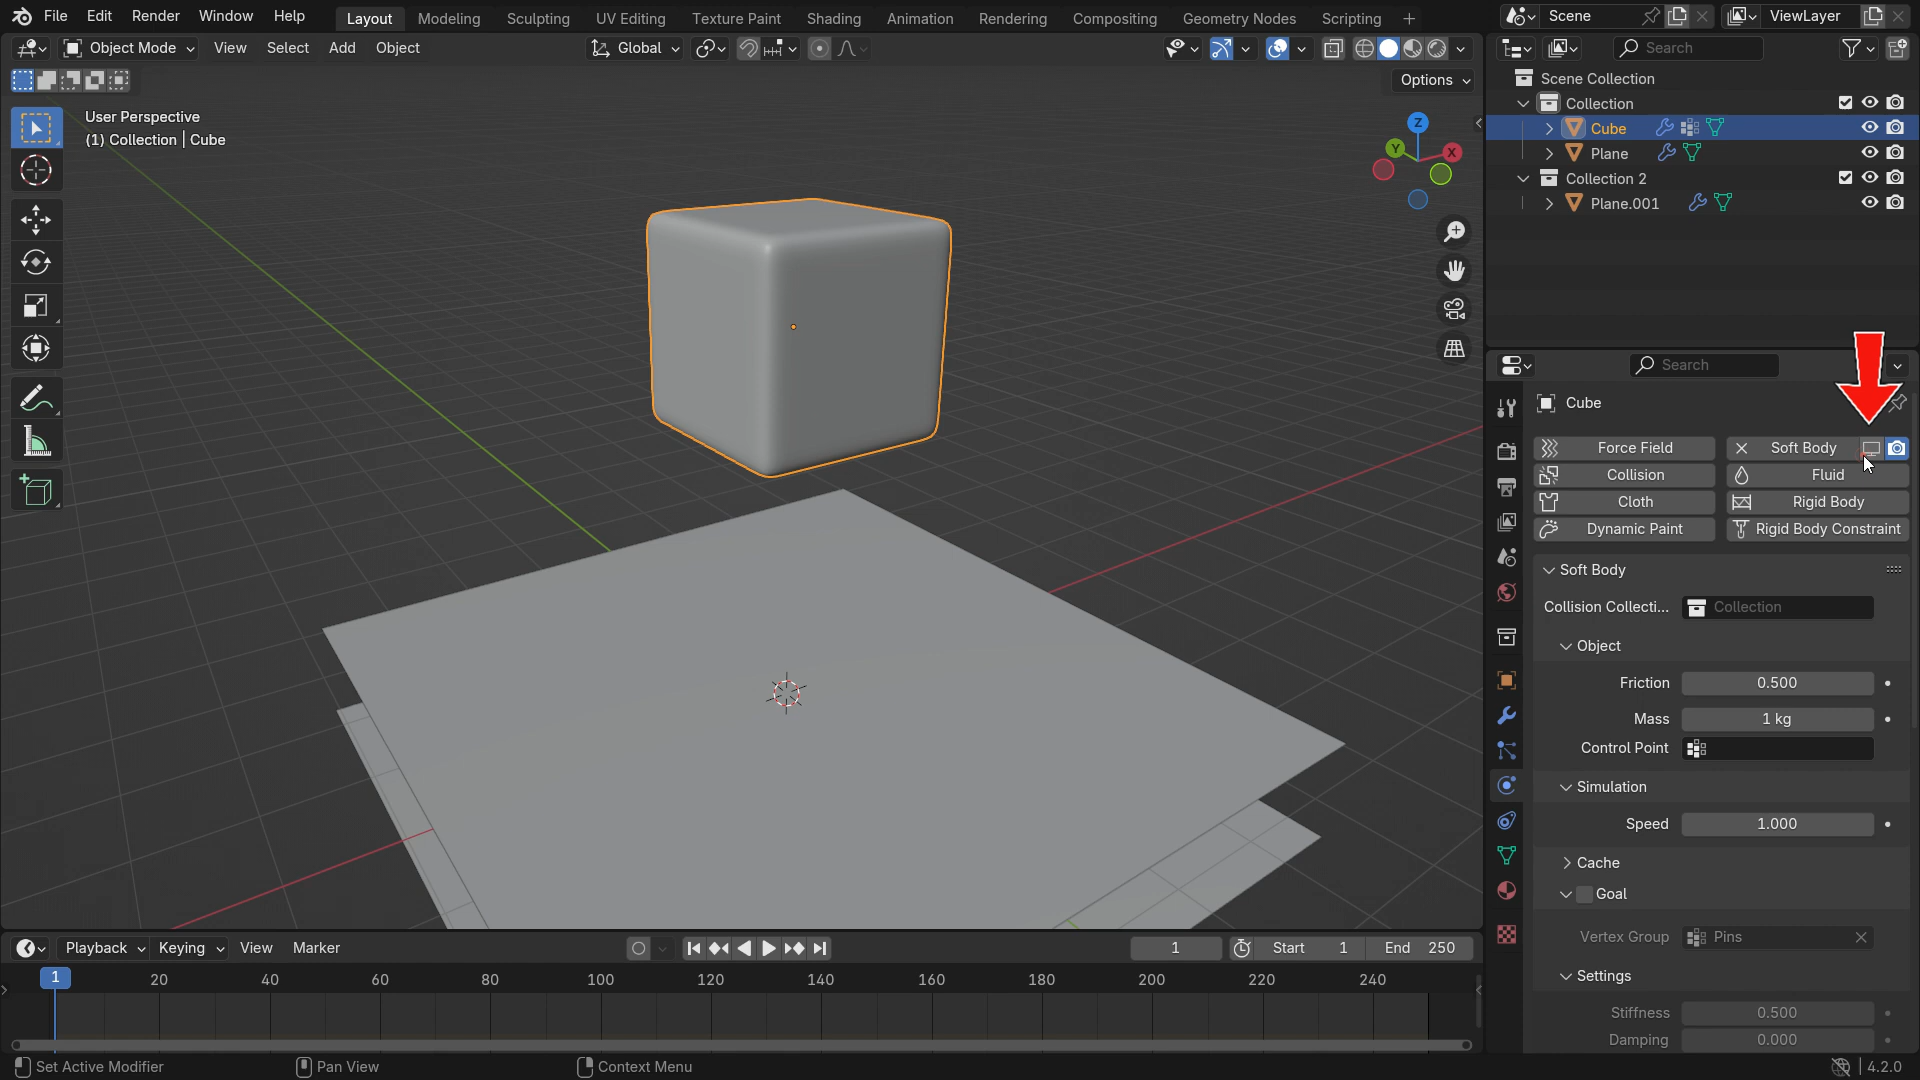 File Edit Render Window Help
Layout Modeling Sculpting UV Editing Texture Paint Shading Animation Rendering Compositing Geometry Nodes Scripting
Scene
ViewLayer
Object Mode View Select Add Object
Global
Search
Options
User Perspective
(1) Collection | Cube
Z
Y
X
Scene Collection
Collection
Cube
Plane
Collection 2
Plane.001
Search
Cube
Force Field Soft Body
Collision Fluid
Cloth Rigid Body
Dynamic Paint Rigid Body Constraint
Soft Body
Collision Collecti... Collection
Object
Friction 0.500
Mass 1 kg
Control Point
Simulation
Speed 1.000
Cache
Goal
Vertex Group Pins
Settings
Stiffness 0.500
Damping 0.000
Playback Keying View Marker
1
Start 1 End 250
1 20 40 60 80 100 120 140 160 180 200 220 240
Set Active Modifier
Pan View
Context Menu
4.2.0